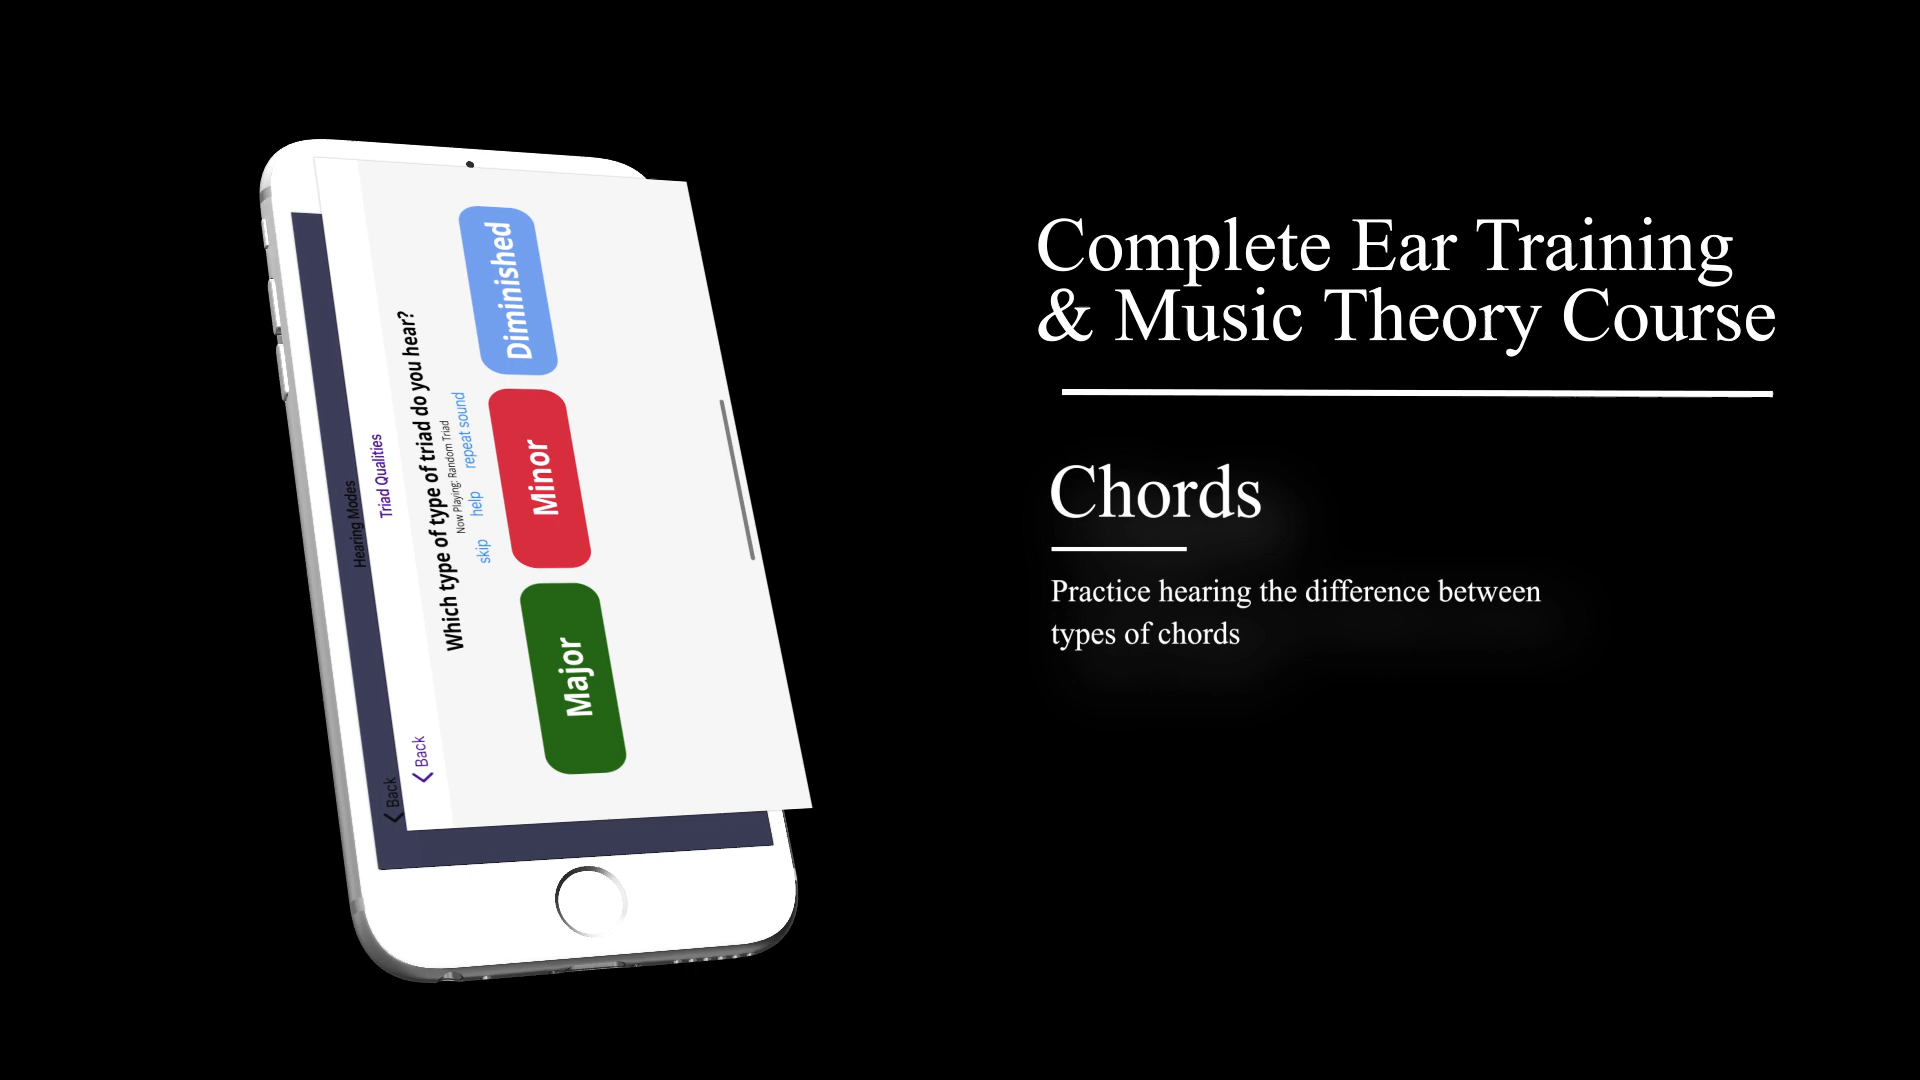 Complete Ear Training
& Music Theory Course
Chords
Practice hearing the difference between
types of chords
Back
Hearing Modes
Back
Triad Qualities
Which type of type of triad do you hear?
Now Playing: Random Triad
skip help repeat sound
Major
Minor
Diminished